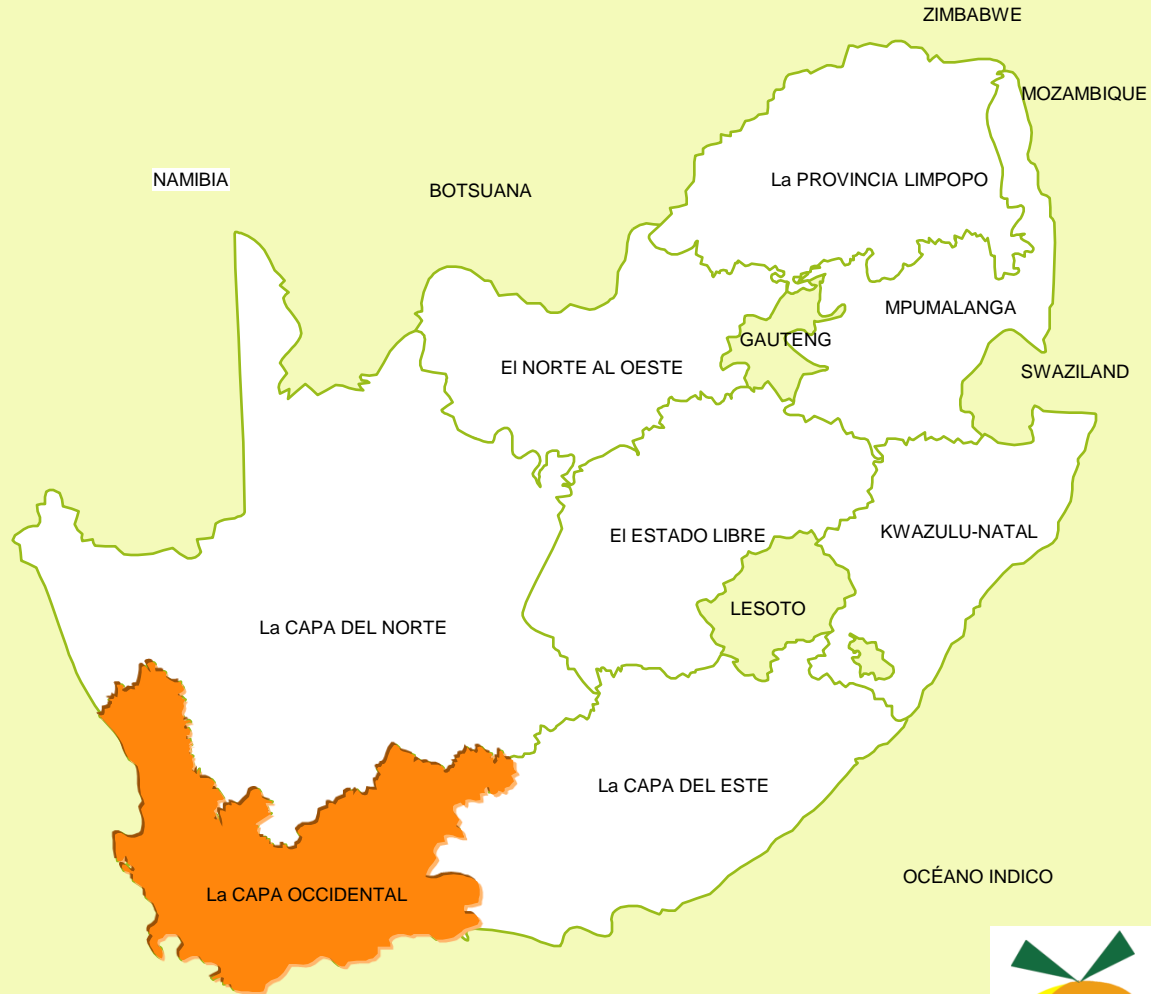 ZIMBABWE
MOZAMBIQUE
NAMIBIA
BOTSUANA
La PROVINCIA LIMPOPO
MPUMALANGA
GAUTENG
El NORTE AL OESTE
SWAZILAND
El ESTADO LIBRE
KWAZULU-NATAL
LESOTO
La CAPA DEL NORTE
La CAPA DEL ESTE
OCÉANO INDICO
La CAPA OCCIDENTAL